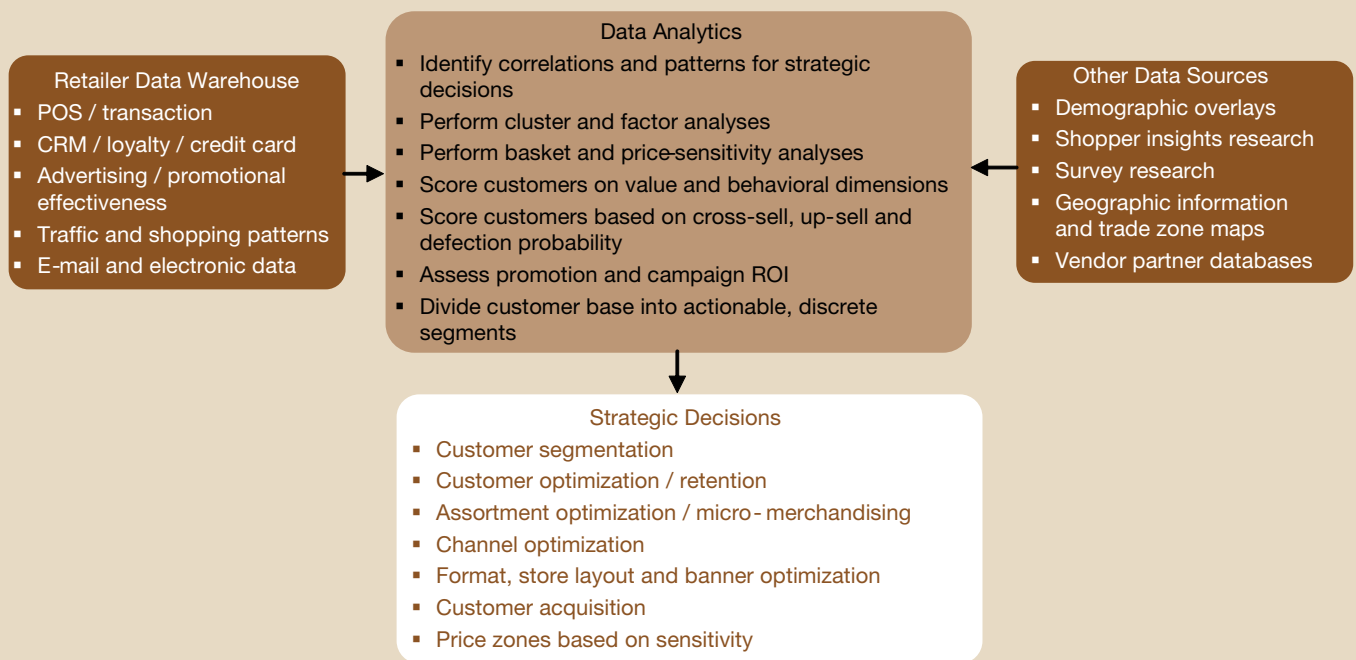 Retailer Data Warehouse
▪ POS / transaction
▪ CRM / loyalty / credit card
▪ Advertising / promotional
effectiveness
▪ Traffic and shopping patterns
▪ E-mail and electronic data
Data Analytics
▪ Identify correlations and patterns for strategic
decisions
▪ Perform cluster and factor analyses
▪ Perform basket and price-sensitivity analyses
▪ Score customers on value and behavioral dimensions
▪ Score customers based on cross-sell, up-sell and
defection probability
▪ Assess promotion and campaign ROI
▪ Divide customer base into actionable, discrete
segments
Other Data Sources
▪ Demographic overlays
▪ Shopper insights research
▪ Survey research
▪ Geographic information
and trade zone maps
▪ Vendor partner databases
Strategic Decisions
▪ Customer segmentation
▪ Customer optimization / retention
▪ Assortment optimization / micro-merchandising
▪ Channel optimization
▪ Format, store layout and banner optimization
▪ Customer acquisition
▪ Price zones based on sensitivity